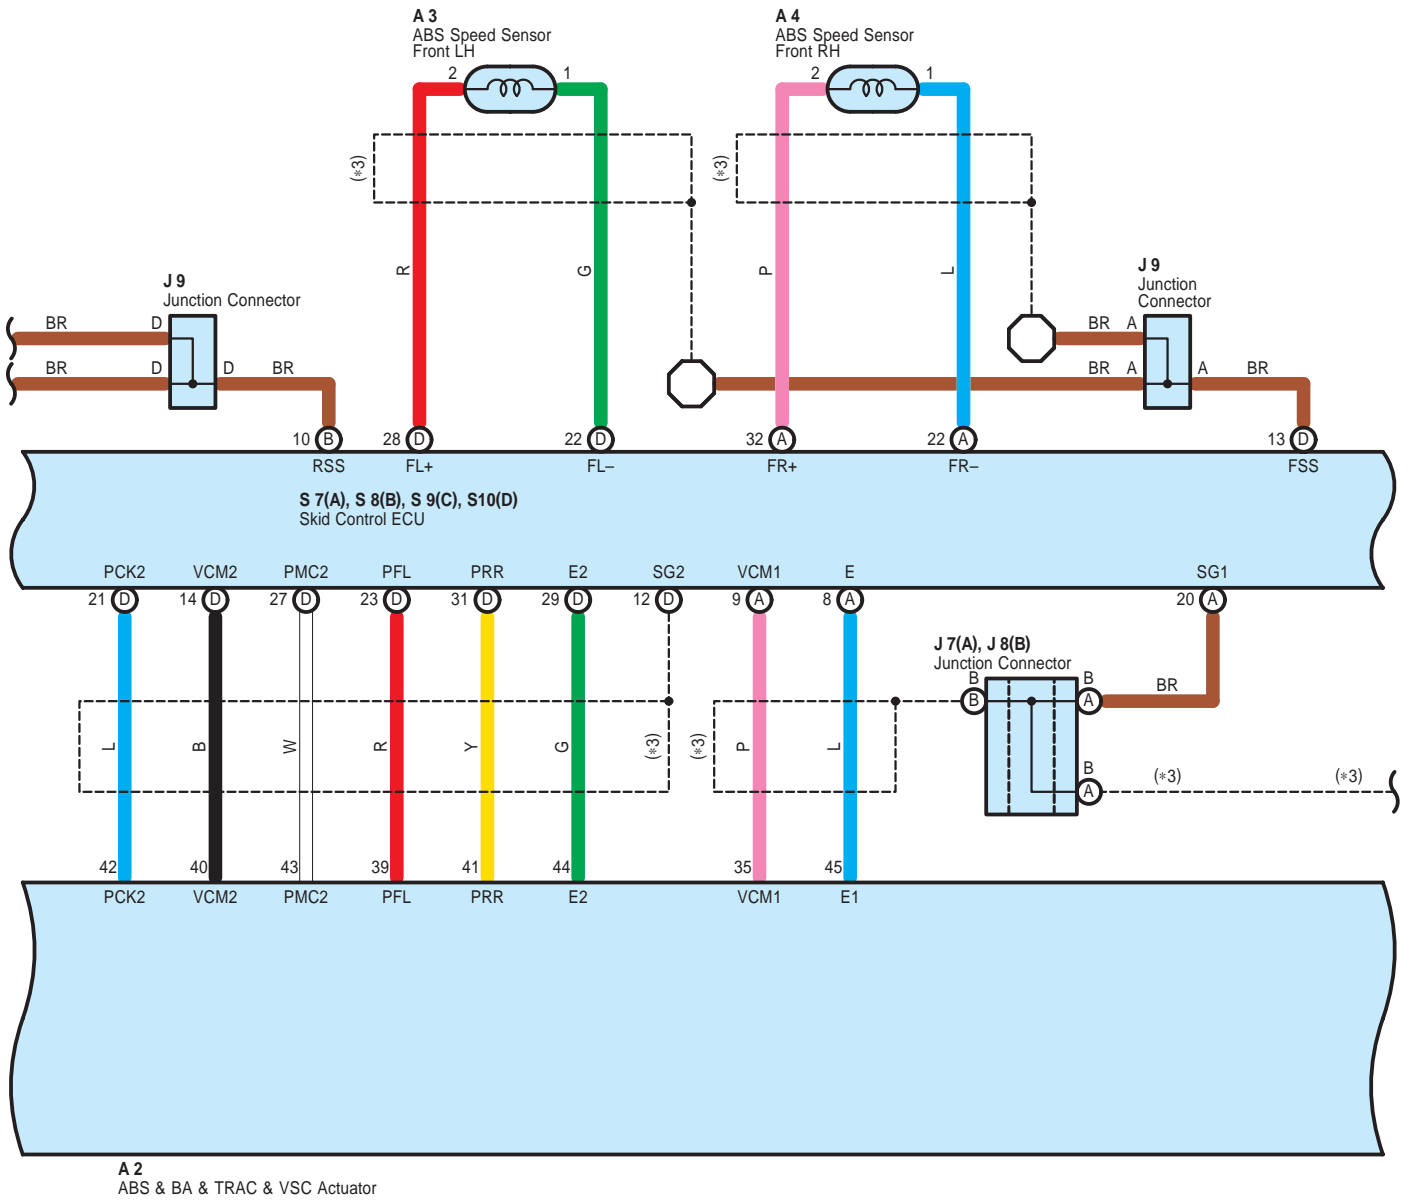 A 3
ABS Speed Sensor
Front LH
A 4
ABS Speed Sensor
Front RH
2 1 2 1
(∗3) (∗3)
R G P L
J 9
Junction Connector
J 9
Junction
Connector
BR D BR A
BR D D BR BR A A BR
10 B 28 D 22 D 32 A 22 A 13 D
RSS FL+ FL– FR+ FR– FSS
S 7(A), S 8(B), S 9(C), S10(D)
Skid Control ECU
PCK2 VCM2 PMC2 PFL PRR E2 SG2 VCM1 E SG1
21 D 14 D 27 D 23 D 31 D 29 D 12 D 9 A 8 A 20 A
J 7(A), J 8(B)
Junction Connector
B B
B A BR
L B W R Y G (∗3) (∗3) P L
B
A (∗3) (∗3)
42 40 43 39 41 44 35 45
PCK2 VCM2 PMC2 PFL PRR E2 VCM1 E1
A 2
ABS & BA & TRAC & VSC Actuator